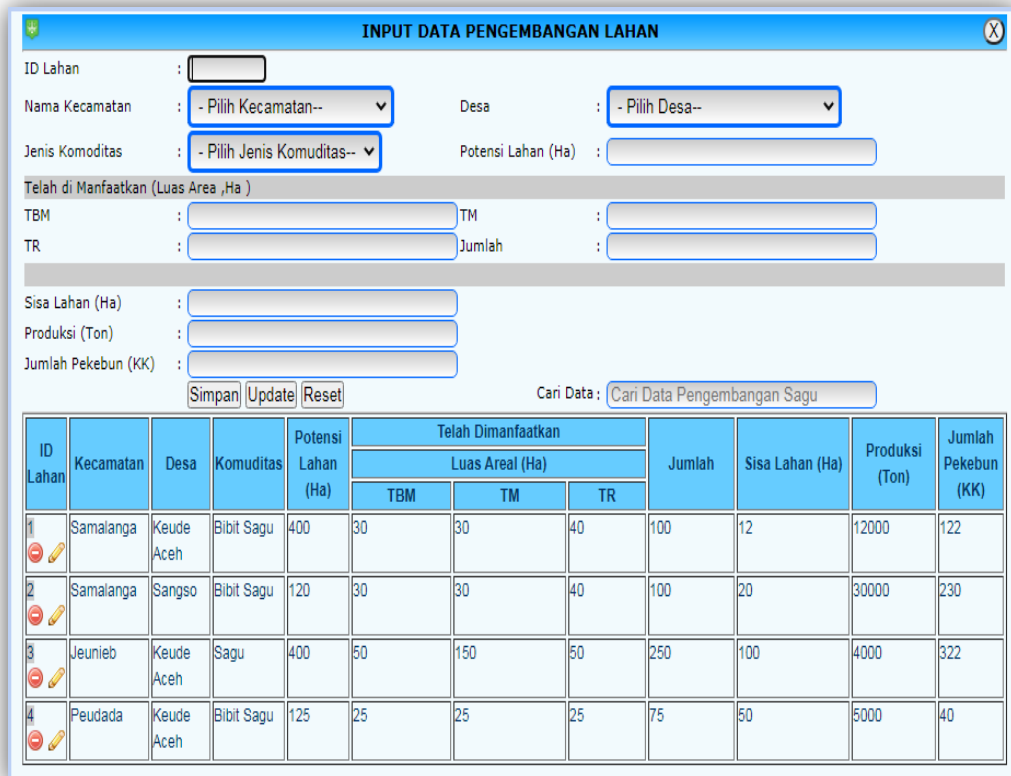 INPUT DATA PENGEMBANGAN LAHAN X
ID Lahan :
Nama Kecamatan : - Pilih Kecamatan-- Desa : - Pilih Desa--
Jenis Komoditas : - Pilih Jenis Komuditas-- Potensi Lahan (Ha) :
Telah di Manfaatkan (Luas Area ,Ha )
TBM : TM :
TR : Jumlah :
Sisa Lahan (Ha) :
Produksi (Ton) :
Jumlah Pekebun (KK) :
Simpan Update Reset Cari Data : Cari Data Pengembangan Sagu
ID Lahan Kecamatan Desa Komuditas Potensi Lahan (Ha) Telah Dimanfaatkan Jumlah Sisa Lahan (Ha) Produksi (Ton) Jumlah Pekebun (KK)
Luas Areal (Ha)
TBM TM TR
1 Samalanga Keude Aceh Bibit Sagu 400 30 30 40 100 12 12000 122
2 Samalanga Sangso Bibit Sagu 120 30 30 40 100 20 30000 230
3 Jeunieb Keude Aceh Sagu 400 50 150 50 250 100 4000 322
4 Peudada Keude Aceh Bibit Sagu 125 25 25 25 75 50 5000 40